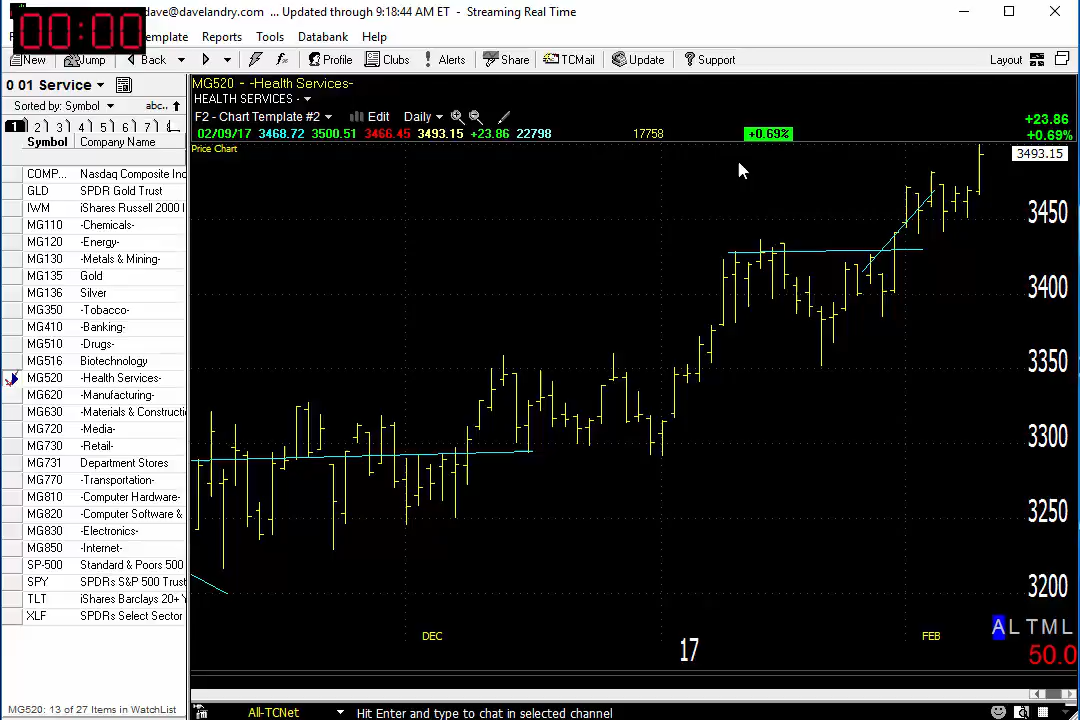 00:00
dave@davelandry.com ... Updated through 9:18:44 AM ET - Streaming Real Time
emplate Reports Tools Databank Help
New Jump Back Profile Clubs Alerts Share TCMail Update Support Layout
0 01 Service
Sorted by: Symbol abc..
1 2 3 4 5 6 7
Symbol Company Name
COMP... Nasdaq Composite Inc
GLD SPDR Gold Trust
IWM iShares Russell 2000 I
MG110 -Chemicals-
MG120 -Energy-
MG130 -Metals & Mining-
MG135 Gold
MG136 Silver
MG350 -Tobacco-
MG410 -Banking-
MG510 -Drugs-
MG516 Biotechnology
MG520 -Health Services-
MG620 -Manufacturing-
MG630 -Materials & Constructi
MG720 -Media-
MG730 -Retail-
MG731 Department Stores
MG770 -Transportation-
MG810 -Computer Hardware-
MG820 -Computer Software &
MG830 -Electronics-
MG850 -Internet-
SP-500 Standard & Poors 500
SPY SPDRs S&P 500 Trust
TLT iShares Barclays 20+ Y
XLF SPDRs Select Sector
MG520: 13 of 27 Items in WatchList
MG520 - -Health Services-
HEALTH SERVICES -
F2 - Chart Template #2 Edit Daily
02/09/17 3468.72 3500.51 3466.45 3493.15 +23.86 22798 17758 +0.69%
+23.86
+0.69%
Price Chart
3493.15
3450
3400
3350
3300
3250
3200
DEC 17 FEB
A L T M L
50.0
All-TCNet Hit Enter and type to chat in selected channel